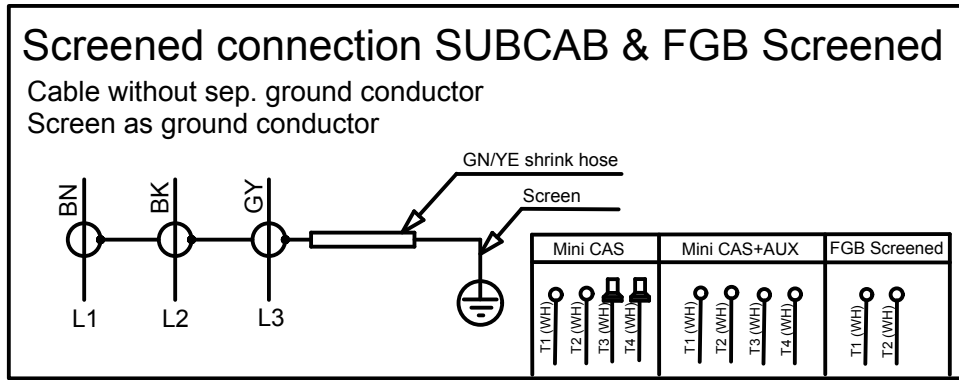 Screened connection SUBCAB & FGB Screened
Cable without sep. ground conductor
Screen as ground conductor
GN/YE shrink hose
Screen
BN
BK
GY
L1
L2
L3
Mini CAS
Mini CAS+AUX
FGB Screened
T1 (WH)
T2 (WH)
T3 (WH)
T4 (WH)
T1 (WH)
T2 (WH)
T3 (WH)
T4 (WH)
T1 (WH)
T2 (WH)